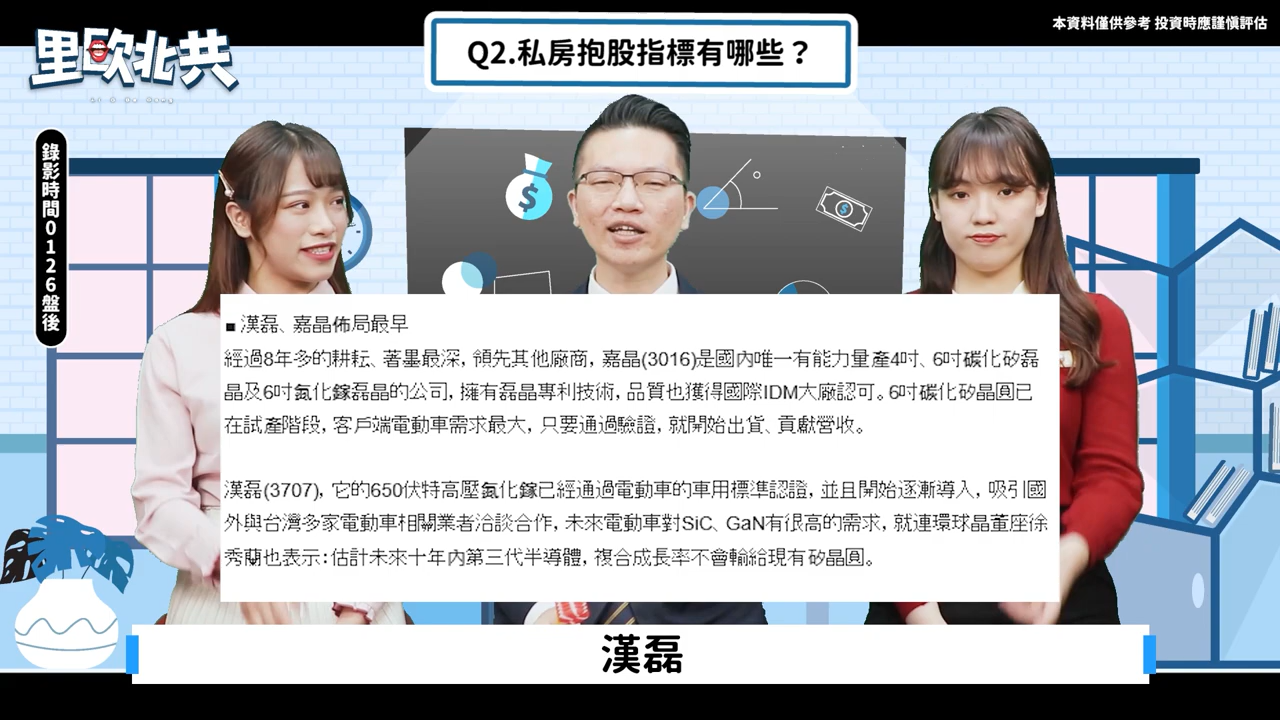 里歐北共
Li O Be Gong
本資料僅供參考 投資時應謹慎評估
Q2.私房抱股指標有哪些？
錄影時間0126盤後
■ 漢磊、嘉晶佈局最早
經過8年多的耕耘、著墨最深，領先其他廠商，嘉晶(3016)是國內唯一有能力量產4吋、6吋碳化矽磊
晶及6吋氮化鎵磊晶的公司，擁有磊晶專利技術，品質也獲得國際IDM大廠認可。6吋碳化矽晶圓已
在試產階段，客戶端電動車需求最大，只要通過驗證，就開始出貨、貢獻營收。
漢磊(3707)，它的650伏特高壓氮化鎵已經通過電動車的車用標準認證，並且開始逐漸導入，吸引國
外與台灣多家電動車相關業者洽談合作，未來電動車對SiC、GaN有很高的需求，就連環球晶董座徐
秀蘭也表示：估計未來十年內第三代半導體，複合成長率不會輸給現有矽晶圓。
漢磊